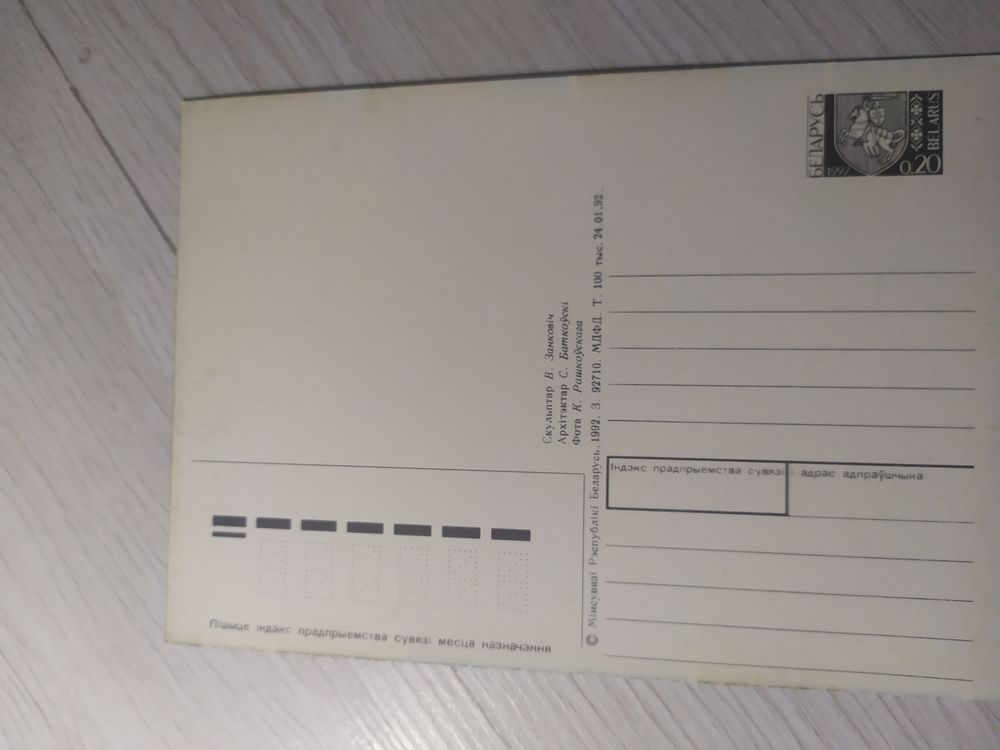 БЕЛАРУСЬ
1992
0.20
BELARUS
Скульптар В. Занковіч
Архітэктар С. Баткоўскі
Фота К. Рашкоўскага
© Мінсувязі Рэспублікі Беларусь. 1992. З. 92710. МДФД. Т. 100 тыс. 24.01.92.
Індэкс прадпрыемства сувязі і адрас адпраўшчыка
Пішыце індэкс прадпрыемства сувязі месца назначэння